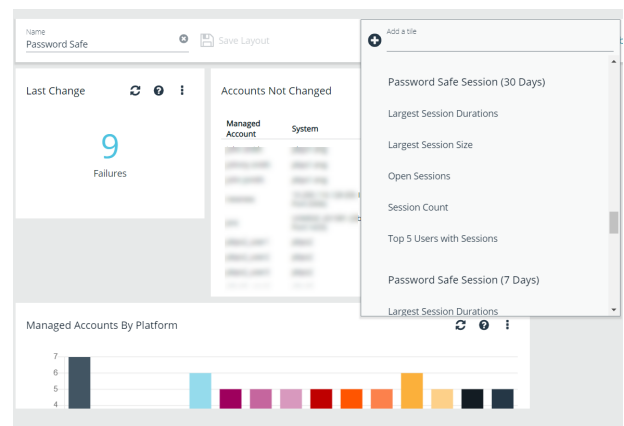 Name
Password Safe
Save Layout
Add a tile
Last Change
9
Failures
Accounts Not Changed
Managed
Account
System
Password Safe Session (30 Days)
Largest Session Durations
Largest Session Size
Open Sessions
Session Count
Top 5 Users with Sessions
Password Safe Session (7 Days)
Largest Session Durations
Managed Accounts By Platform
7
6
5
4